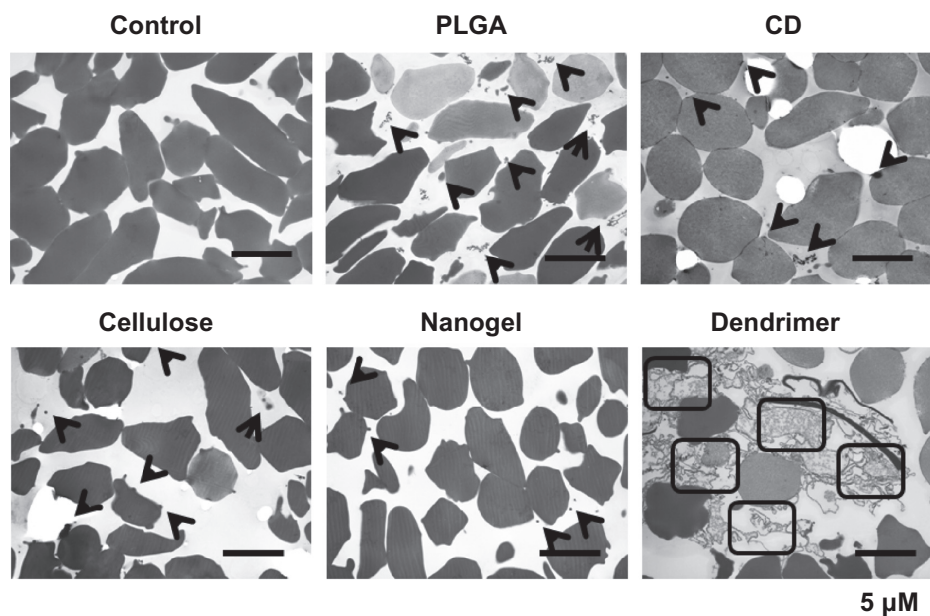 Control
PLGA
CD
Cellulose
Nanogel
Dendrimer
5 µM